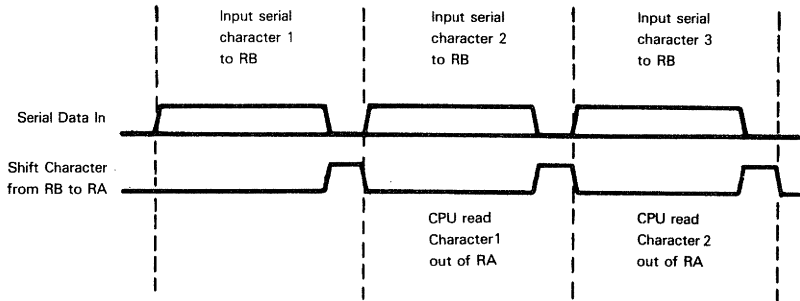 Input serial
character 1
to RB
Input serial
character 2
to RB
Input serial
character 3
to RB
Serial Data In
Shift Character
from RB to RA
CPU read
Character1
out of RA
CPU read
Character 2
out of RA